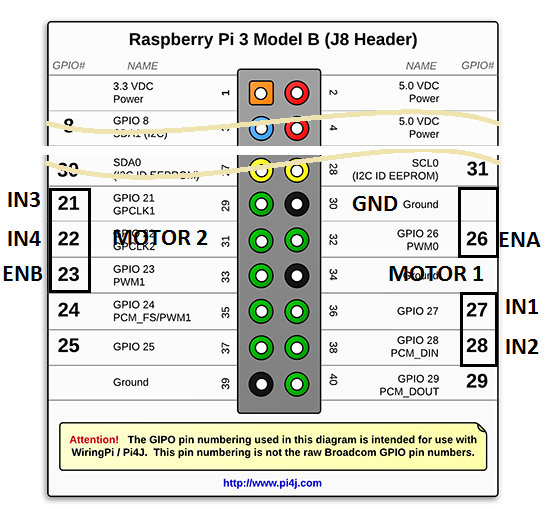 Raspberry Pi 3 Model B (J8 Header)
GPIO# NAME NAME GPIO#
3.3 VDC
Power
1
2
5.0 VDC
Power
8
GPIO 8
SDA1 (I2C)
4
5.0 VDC
Power
30
SDA0
(I2C ID EEPROM)
28
SCL0
(I2C ID EEPROM)
31
IN3
21
GPIO 21
GPCLK1
29
30
GND
Ground
IN4
22
MOTOR 2
GPCLK2
31
32
GPIO 26
PWM0
26
ENA
ENB
23
GPIO 23
PWM1
33
34
MOTOR 1
Ground
24
GPIO 24
PCM_FS/PWM1
35
36
GPIO 27
27
IN1
25
GPIO 25
37
38
GPIO 28
PCM_DIN
28
IN2
Ground
39
40
GPIO 29
PCM_DOUT
29
Attention! The GIPO pin numbering used in this diagram is intended for use with
WiringPi / Pi4J. This pin numbering is not the raw Broadcom GPIO pin numbers.
http://www.pi4j.com